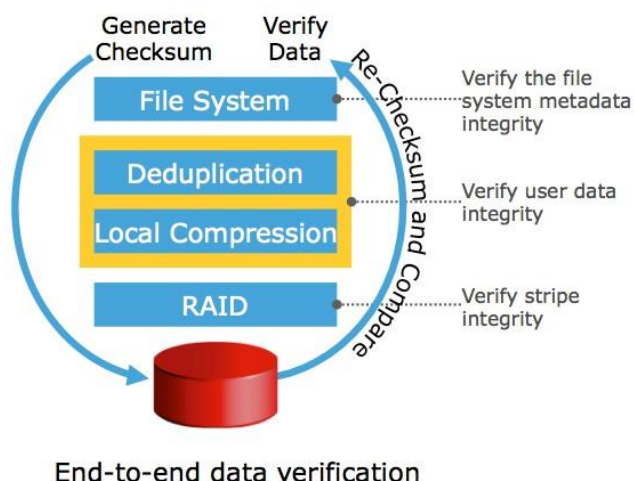 Generate
Checksum
Verify
Data
Re-Checksum and Compare
File System
Verify the file
system metadata
integrity
Deduplication
Local Compression
Verify user data
integrity
RAID
Verify stripe
integrity
End-to-end data verification